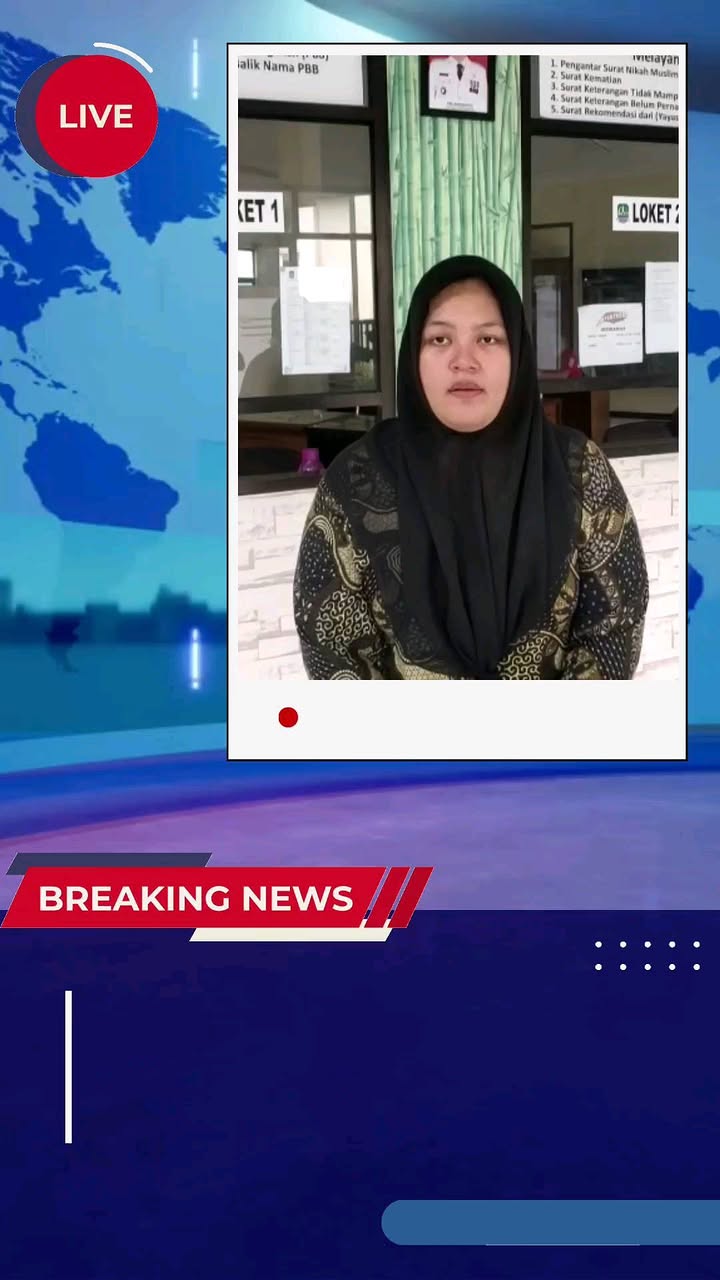 LIVE
alik Nama PBB
Melayan
1. Pengantar Surat Nikah Muslim
2. Surat Kematian
3. Surat Keterangan Tidak Mamp
4. Surat Keterangan Belum Perna
5. Surat Rekomendasi dari (Yayas
KET 1
LOKET 2
BREAKING NEWS